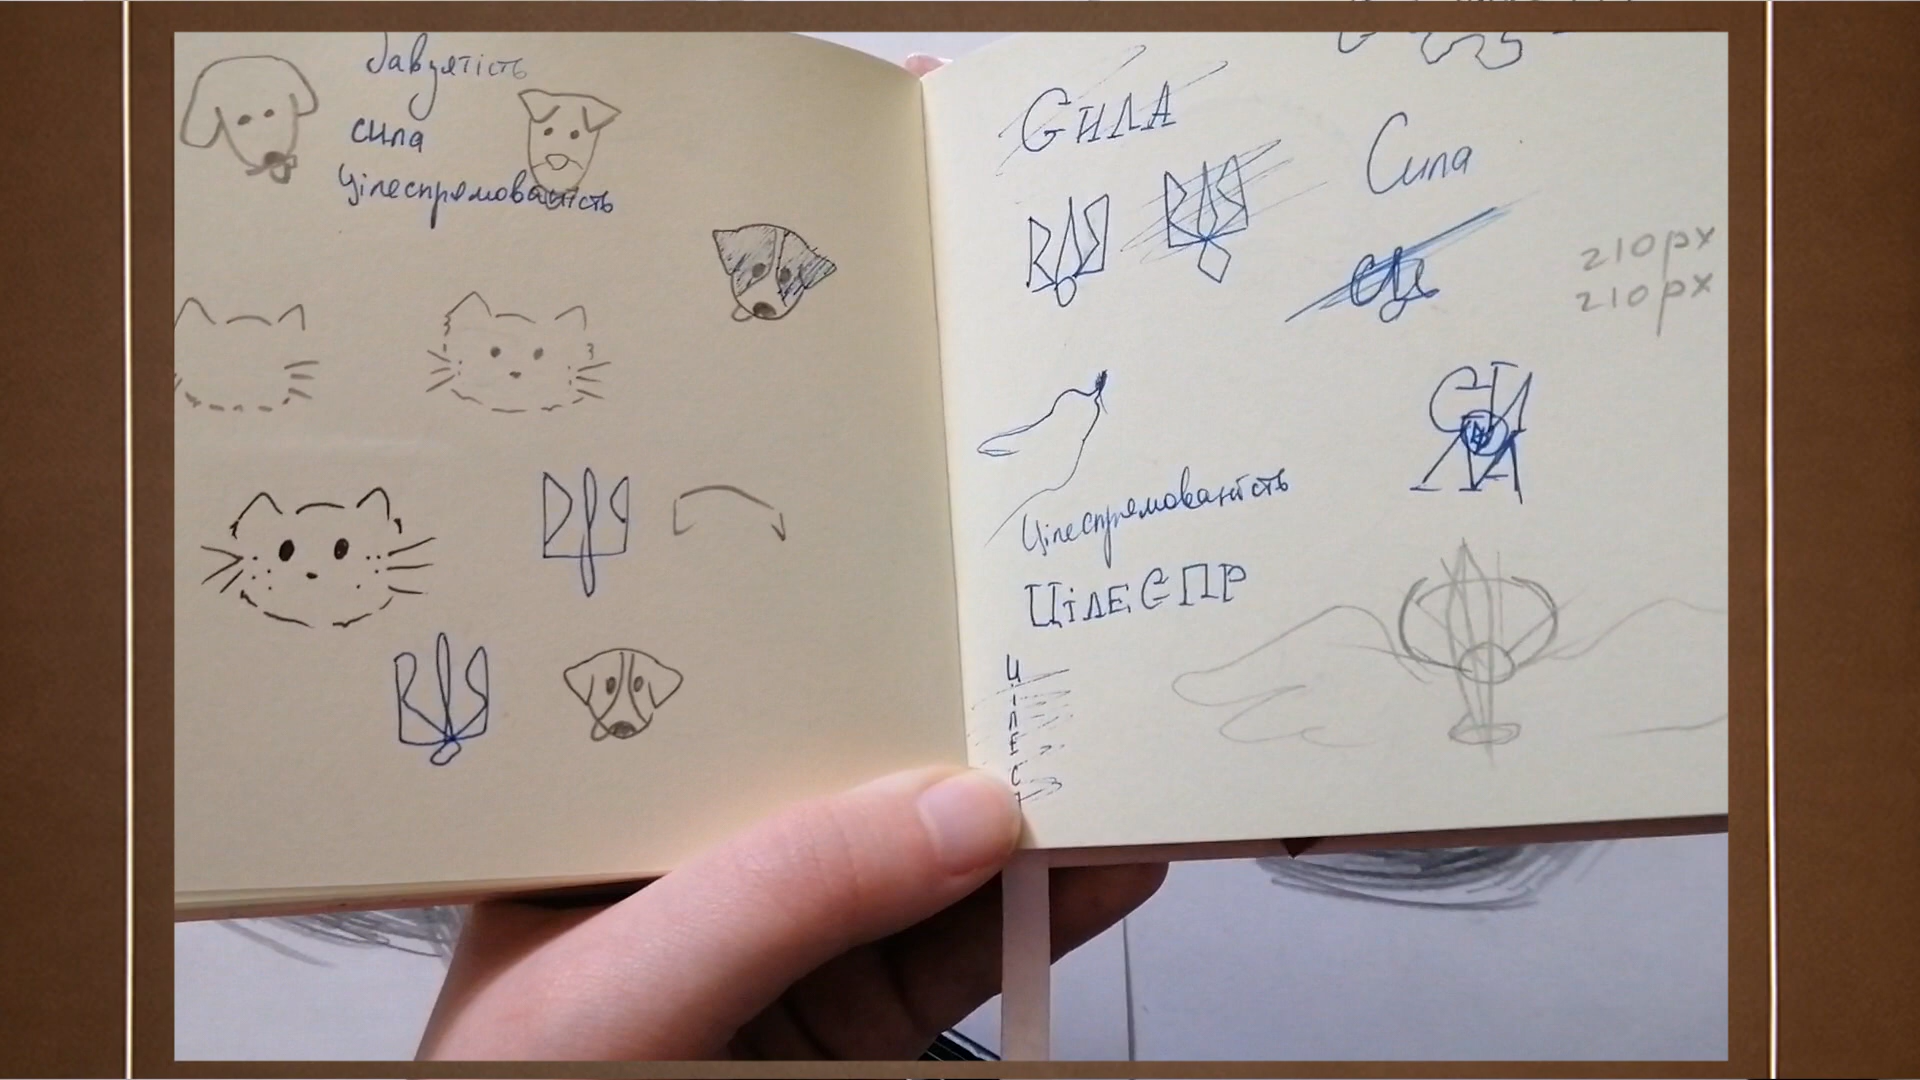 Завзятість
сила
Цілеспрямованість
СИЛА
Сила
210px
210px
Цілеспрямованість
ЦІЛЕСПР
Ц
І
Л
Е
С